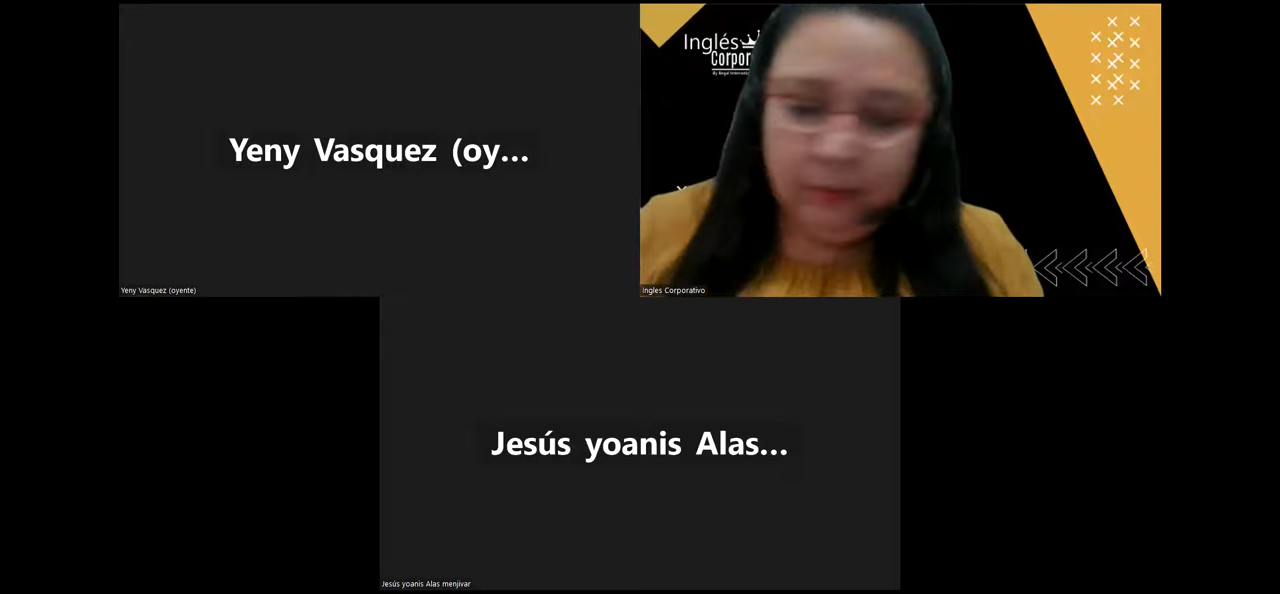 Yeny Vasquez (oy...
Yeny Vasquez (oyente)
Inglés
Corpor
Ingles Corporativo
Jesús yoanis Alas...
Jesús yoanis Alas menjivar